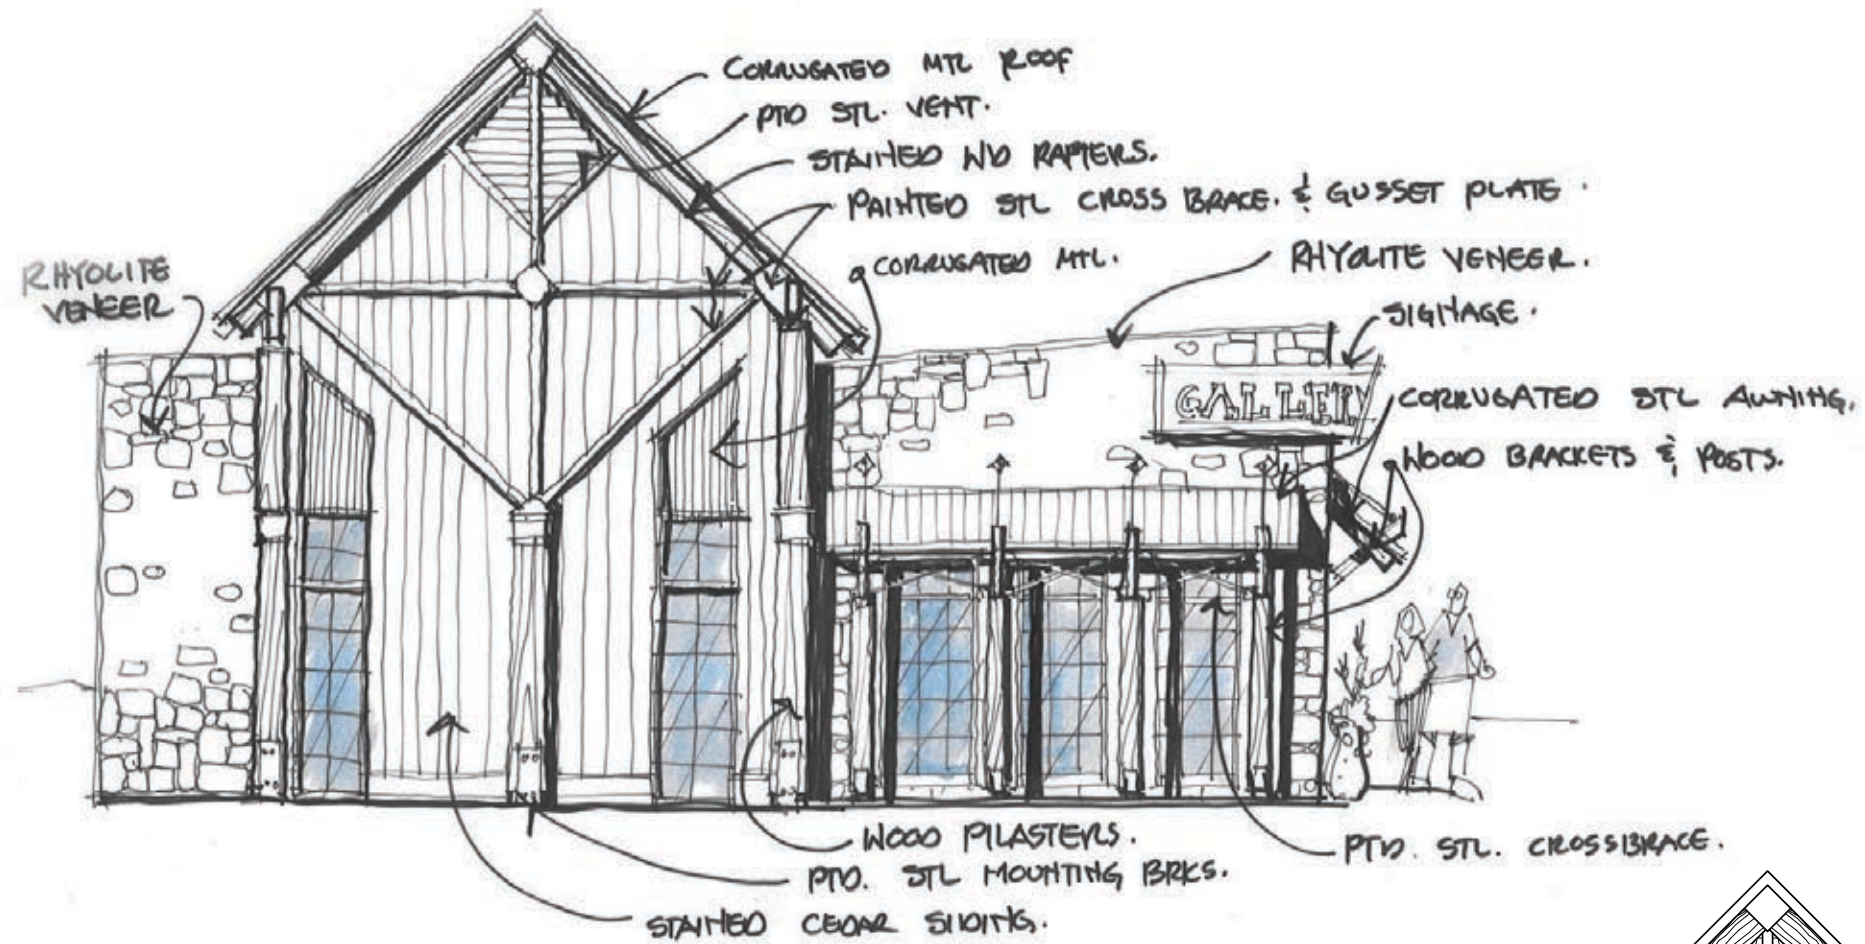 CORRUGATED MTL ROOF
PTD STL. VENT.
STAINED WD RAFTERS.
PAINTED STL CROSS BRACE. & GUSSET PLATE.
RHYOLITE
VENEER
CORRUGATED MTL.
RHYOLITE VENEER.
SIGNAGE.
GALLERY
CORRUGATED STL AWNING.
WOOD BRACKETS & POSTS.
WOOD PILASTERS.
PTD. STL. CROSSBRACE.
PTD. STL MOUNTING BRKS.
STAINED CEDAR SIDING.